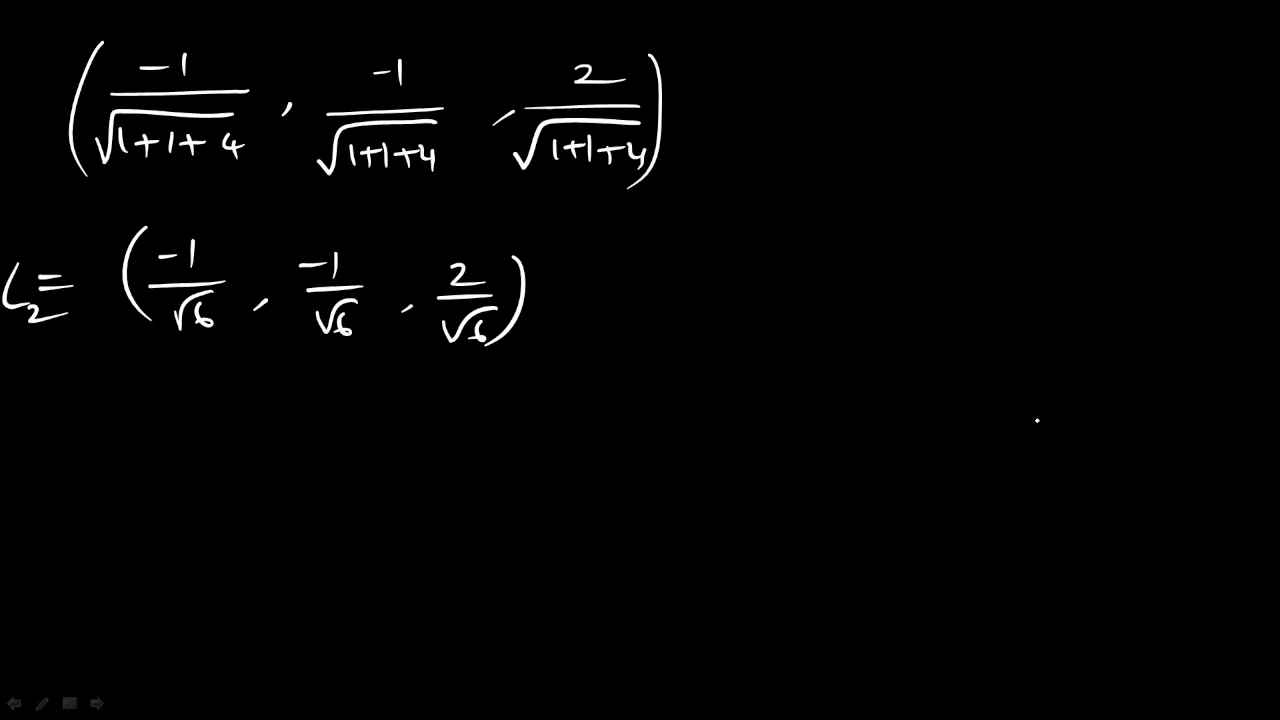 (-1/√(1+1+4) , -1/√(1+1+4) , 2/√(1+1+4))
L₂ = (-1/√6 , -1/√6 , 2/√6)